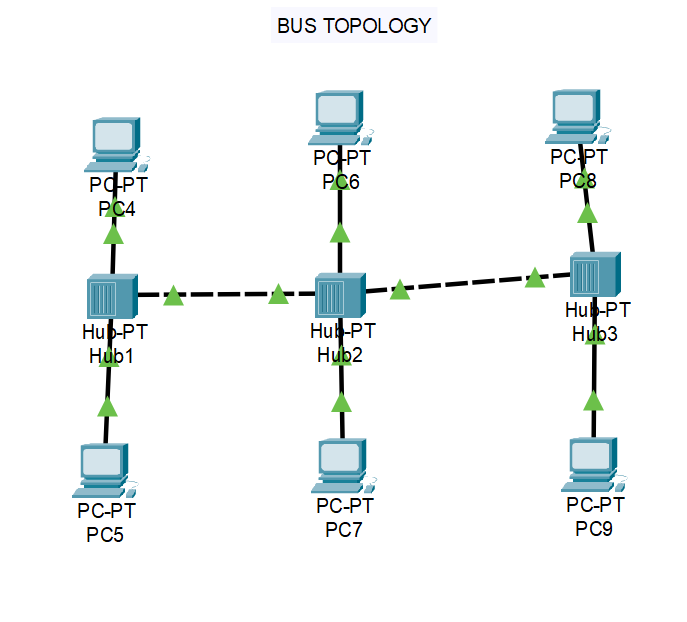 BUS TOPOLOGY
PC-PT
PC4
PC-PT
PC6
PC-PT
PC8
Hub-PT
Hub1
Hub-PT
Hub2
Hub-PT
Hub3
PC-PT
PC5
PC-PT
PC7
PC-PT
PC9